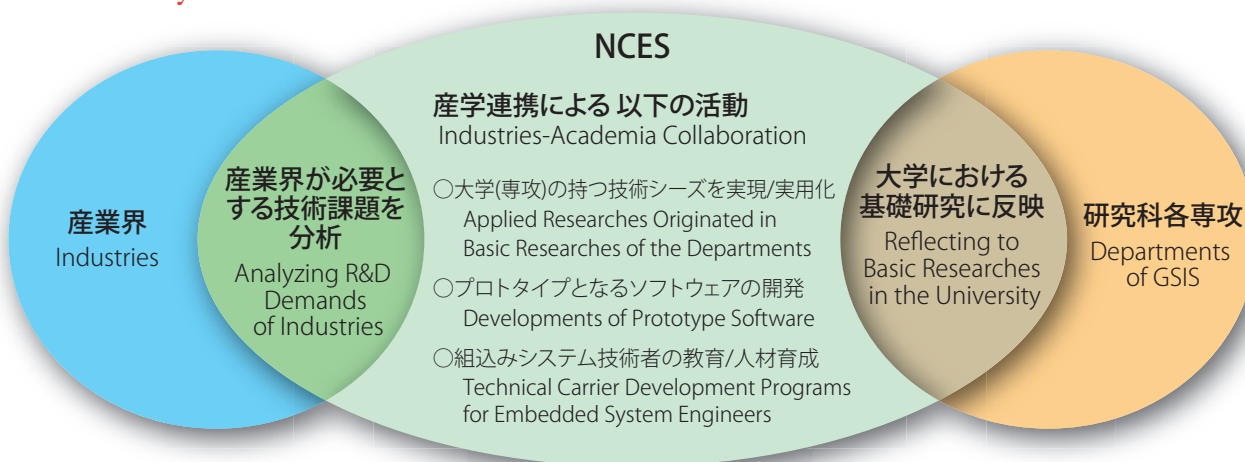 NCES
産学連携による 以下の活動
Industries-Academia Collaboration
○大学(専攻)の持つ技術シーズを実現/実用化
Applied Researches Originated in
Basic Researches of the Departments
○プロトタイプとなるソフトウェアの開発
Developments of Prototype Software
○組込みシステム技術者の教育/人材育成
Technical Carrier Development Programs
for Embedded System Engineers
産業界
Industries
産業界が必要と
する技術課題を
分析
Analyzing R&D
Demands
of Industries
大学における
基礎研究に反映
Reflecting to
Basic Researches
in the University
研究科各専攻
Departments
of GSIS